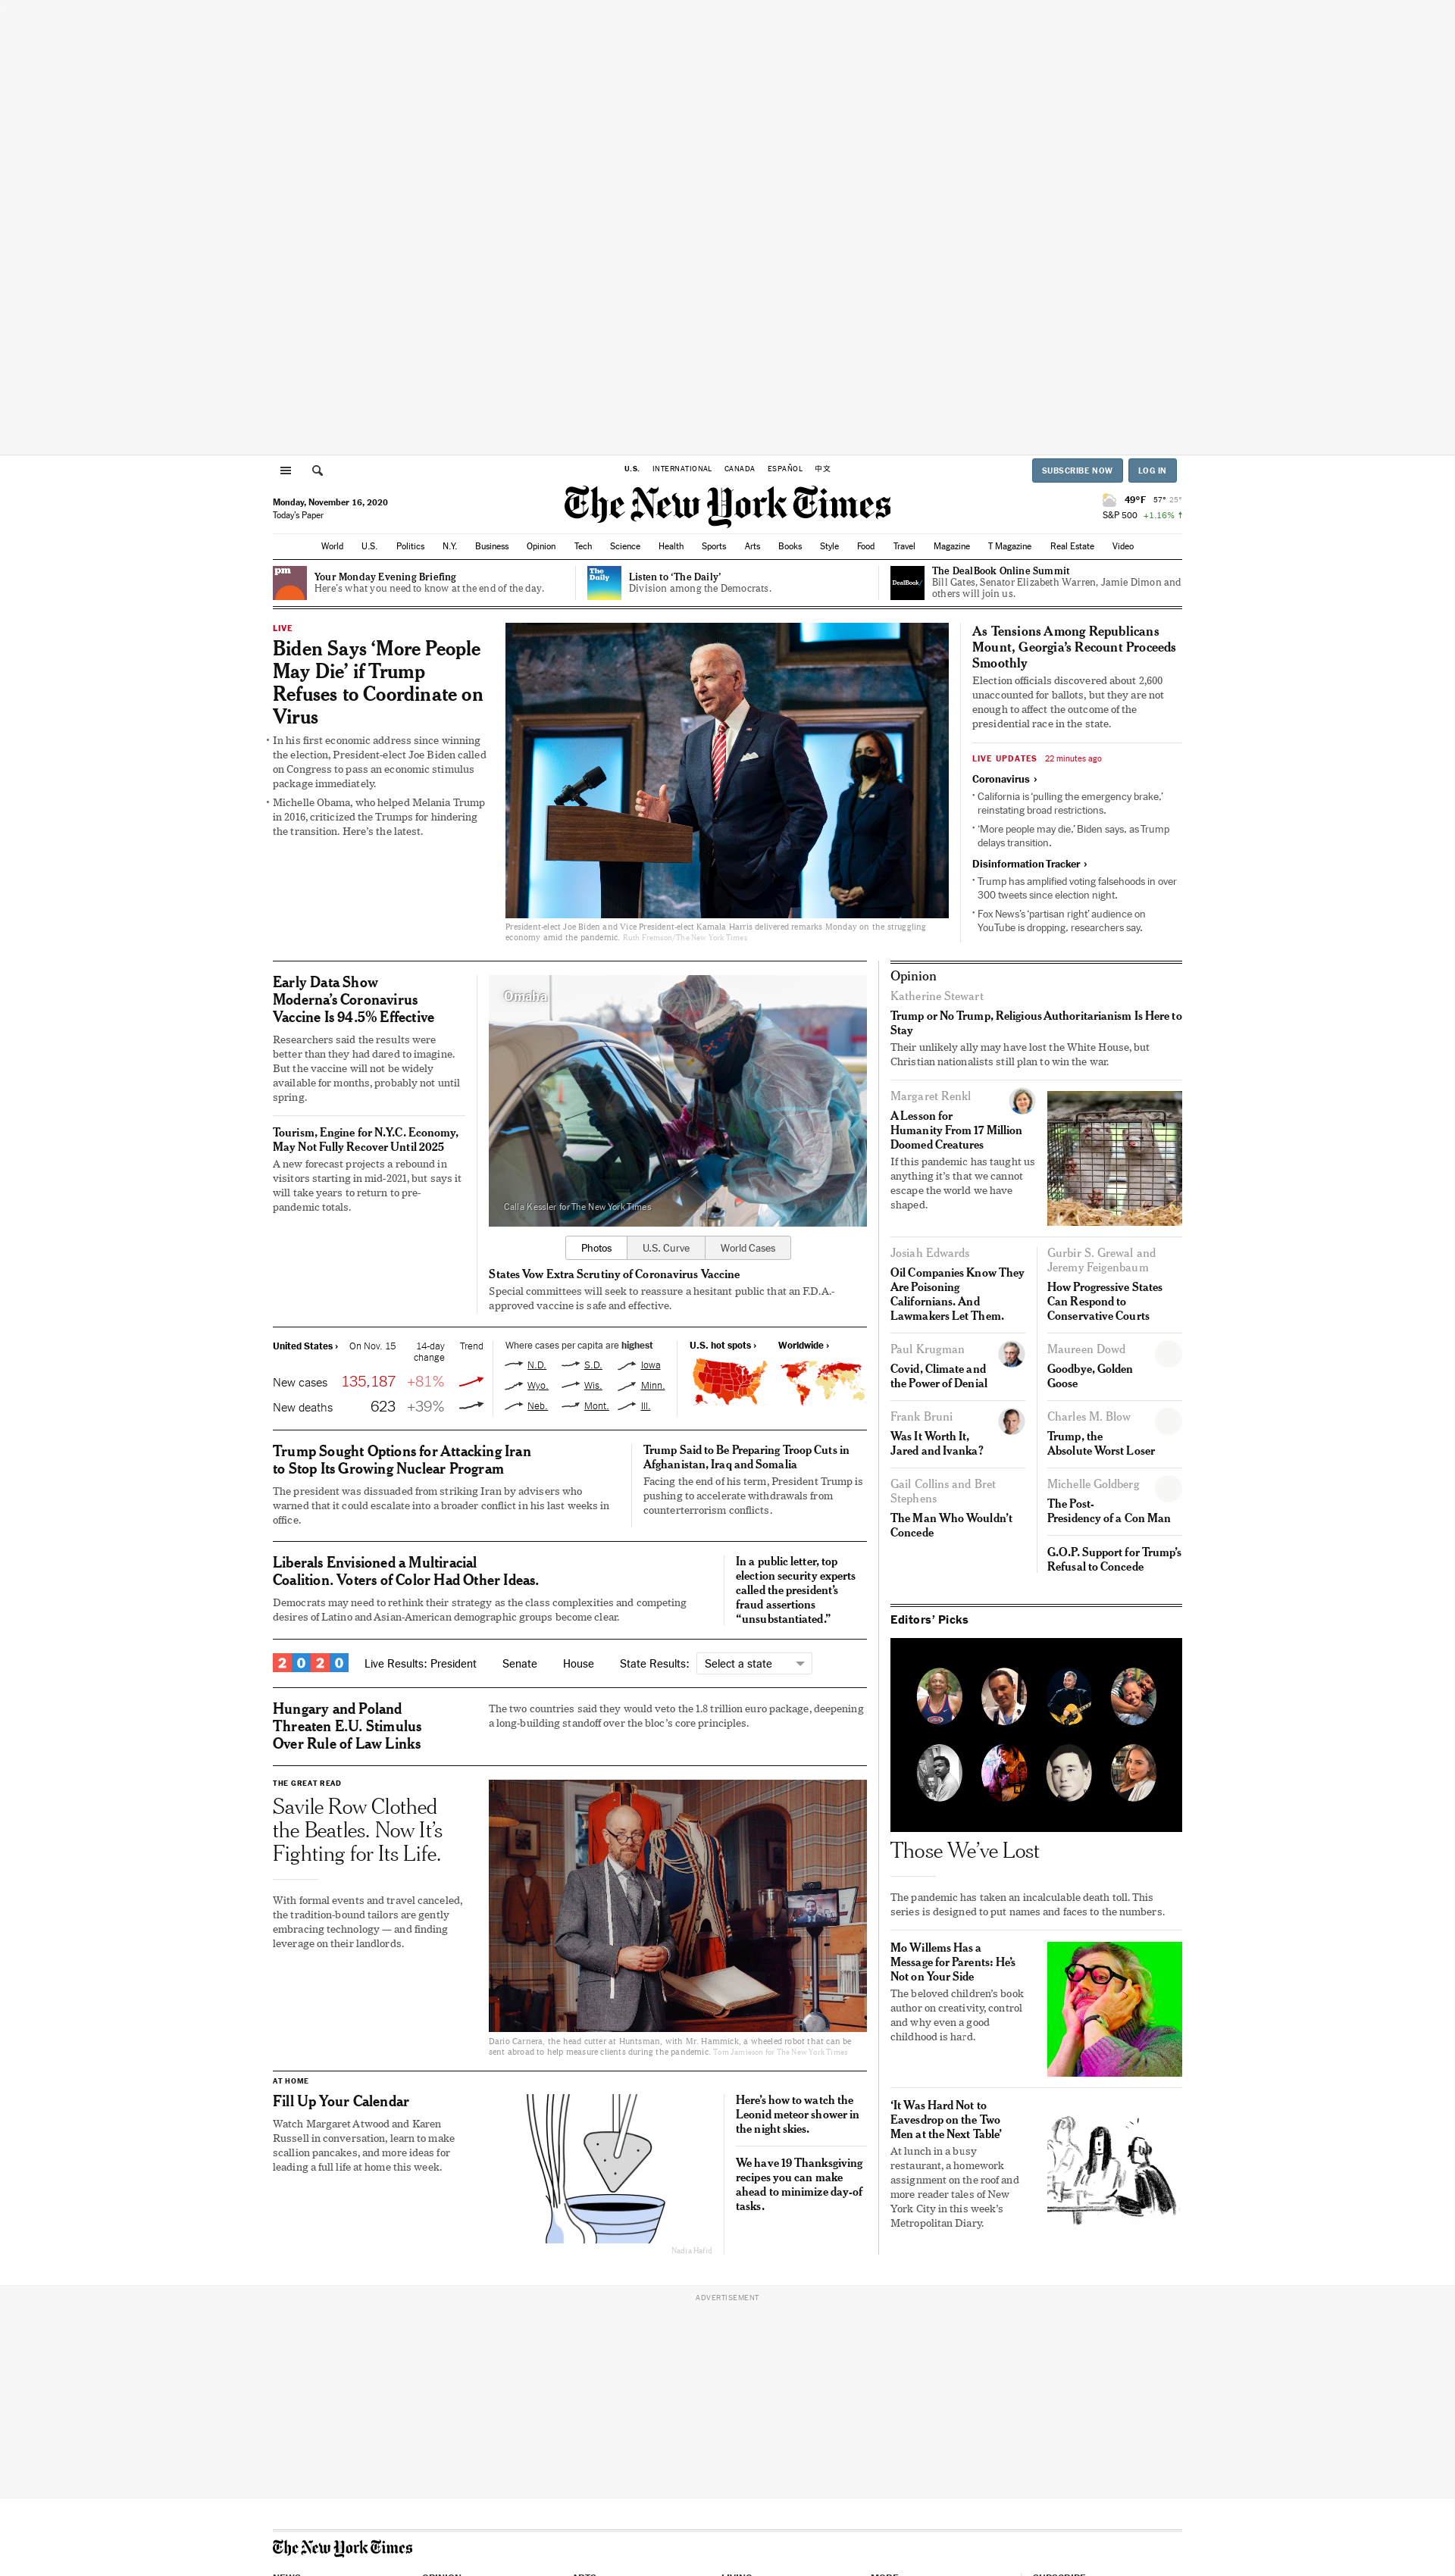 U.S. INTERNATIONAL CANADA ESPAÑOL 中文
SUBSCRIBE NOW LOG IN
Monday, November 16, 2020
Today's Paper
The New York Times
49°F 57° 25°
S&P 500 +1.16% ↑
World U.S. Politics N.Y. Business Opinion Tech Science Health Sports Arts Books Style Food Travel Magazine T Magazine Real Estate Video
pm
Your Monday Evening Briefing
Here's what you need to know at the end of the day.
The
Daily
Listen to ‘The Daily’
Division among the Democrats.
DealBook/
The DealBook Online Summit
Bill Gates, Senator Elizabeth Warren, Jamie Dimon and
others will join us.
LIVE
Biden Says ‘More People
May Die’ if Trump
Refuses to Coordinate on
Virus
• In his first economic address since winning
the election, President-elect Joe Biden called
on Congress to pass an economic stimulus
package immediately.
• Michelle Obama, who helped Melania Trump
in 2016, criticized the Trumps for hindering
the transition. Here's the latest.
President-elect Joe Biden and Vice President-elect Kamala Harris delivered remarks Monday on the struggling
economy amid the pandemic. Ruth Fremson/The New York Times
As Tensions Among Republicans
Mount, Georgia's Recount Proceeds
Smoothly
Election officials discovered about 2,600
unaccounted for ballots, but they are not
enough to affect the outcome of the
presidential race in the state.
LIVE UPDATES 22 minutes ago
Coronavirus ›
• California is ‘pulling the emergency brake,’
reinstating broad restrictions.
• ‘More people may die,’ Biden says, as Trump
delays transition.
Disinformation Tracker ›
• Trump has amplified voting falsehoods in over
300 tweets since election night.
• Fox News's ‘partisan right’ audience on
YouTube is dropping, researchers say.
Early Data Show
Moderna's Coronavirus
Vaccine Is 94.5% Effective
Researchers said the results were
better than they had dared to imagine.
But the vaccine will not be widely
available for months, probably not until
spring.
Tourism, Engine for N.Y.C. Economy,
May Not Fully Recover Until 2025
A new forecast projects a rebound in
visitors starting in mid-2021, but says it
will take years to return to pre-
pandemic totals.
Omaha
Calla Kessler for The New York Times
Photos U.S. Curve World Cases
States Vow Extra Scrutiny of Coronavirus Vaccine
Special committees will seek to reassure a hesitant public that an F.D.A.-
approved vaccine is safe and effective.
United States › On Nov. 15 14-day Trend
change
New cases 135,187 +81%
New deaths 623 +39%
Where cases per capita are highest
N.D. S.D. Iowa
Wyo. Wis. Minn.
Neb. Mont. Ill.
U.S. hot spots › Worldwide ›
Trump Sought Options for Attacking Iran
to Stop Its Growing Nuclear Program
The president was dissuaded from striking Iran by advisers who
warned that it could escalate into a broader conflict in his last weeks in
office.
Trump Said to Be Preparing Troop Cuts in
Afghanistan, Iraq and Somalia
Facing the end of his term, President Trump is
pushing to accelerate withdrawals from
counterterrorism conflicts.
Liberals Envisioned a Multiracial
Coalition. Voters of Color Had Other Ideas.
Democrats may need to rethink their strategy as the class complexities and competing
desires of Latino and Asian-American demographic groups become clear.
In a public letter, top
election security experts
called the president's
fraud assertions
“unsubstantiated.”
2020 Live Results: President Senate House State Results: Select a state
Hungary and Poland
Threaten E.U. Stimulus
Over Rule of Law Links
The two countries said they would veto the 1.8 trillion euro package, deepening
a long-building standoff over the bloc's core principles.
THE GREAT READ
Savile Row Clothed
the Beatles. Now It's
Fighting for Its Life.
With formal events and travel canceled,
the tradition-bound tailors are gently
embracing technology — and finding
leverage on their landlords.
Dario Carnera, the head cutter at Huntsman, with Mr. Hammick, a wheeled robot that can be
sent abroad to help measure clients during the pandemic. Tom Jamieson for The New York Times
AT HOME
Fill Up Your Calendar
Watch Margaret Atwood and Karen
Russell in conversation, learn to make
scallion pancakes, and more ideas for
leading a full life at home this week.
Nadia Hafid
Here's how to watch the
Leonid meteor shower in
the night skies.
We have 19 Thanksgiving
recipes you can make
ahead to minimize day-of
tasks.
Opinion
Katherine Stewart
Trump or No Trump, Religious Authoritarianism Is Here to
Stay
Their unlikely ally may have lost the White House, but
Christian nationalists still plan to win the war.
Margaret Renkl
A Lesson for
Humanity From 17 Million
Doomed Creatures
If this pandemic has taught us
anything it's that we cannot
escape the world we have
shaped.
Josiah Edwards
Oil Companies Know They
Are Poisoning
Californians. And
Lawmakers Let Them.
Gurbir S. Grewal and
Jeremy Feigenbaum
How Progressive States
Can Respond to
Conservative Courts
Paul Krugman
Covid, Climate and
the Power of Denial
Maureen Dowd
Goodbye, Golden
Goose
Frank Bruni
Was It Worth It,
Jared and Ivanka?
Charles M. Blow
Trump, the
Absolute Worst Loser
Gail Collins and Bret
Stephens
The Man Who Wouldn't
Concede
Michelle Goldberg
The Post-
Presidency of a Con Man
G.O.P. Support for Trump's
Refusal to Concede
Editors' Picks
Those We've Lost
The pandemic has taken an incalculable death toll. This
series is designed to put names and faces to the numbers.
Mo Willems Has a
Message for Parents: He's
Not on Your Side
The beloved children's book
author on creativity, control
and why even a good
childhood is hard.
‘It Was Hard Not to
Eavesdrop on the Two
Men at the Next Table’
At lunch in a busy
restaurant, a homework
assignment on the roof and
more reader tales of New
York City in this week's
Metropolitan Diary.
ADVERTISEMENT
The New York Times
NEWS OPINION ARTS LIVING MORE SUBSCRIBE